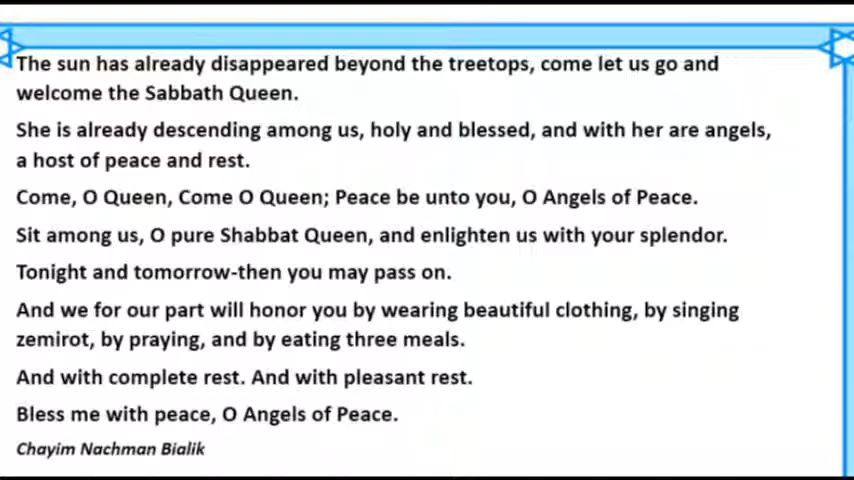 The sun has already disappeared beyond the treetops, come let us go and
welcome the Sabbath Queen.
She is already descending among us, holy and blessed, and with her are angels,
a host of peace and rest.
Come, O Queen, Come O Queen; Peace be unto you, O Angels of Peace.
Sit among us, O pure Shabbat Queen, and enlighten us with your splendor.
Tonight and tomorrow-then you may pass on.
And we for our part will honor you by wearing beautiful clothing, by singing
zemirot, by praying, and by eating three meals.
And with complete rest. And with pleasant rest.
Bless me with peace, O Angels of Peace.
Chayim Nachman Bialik